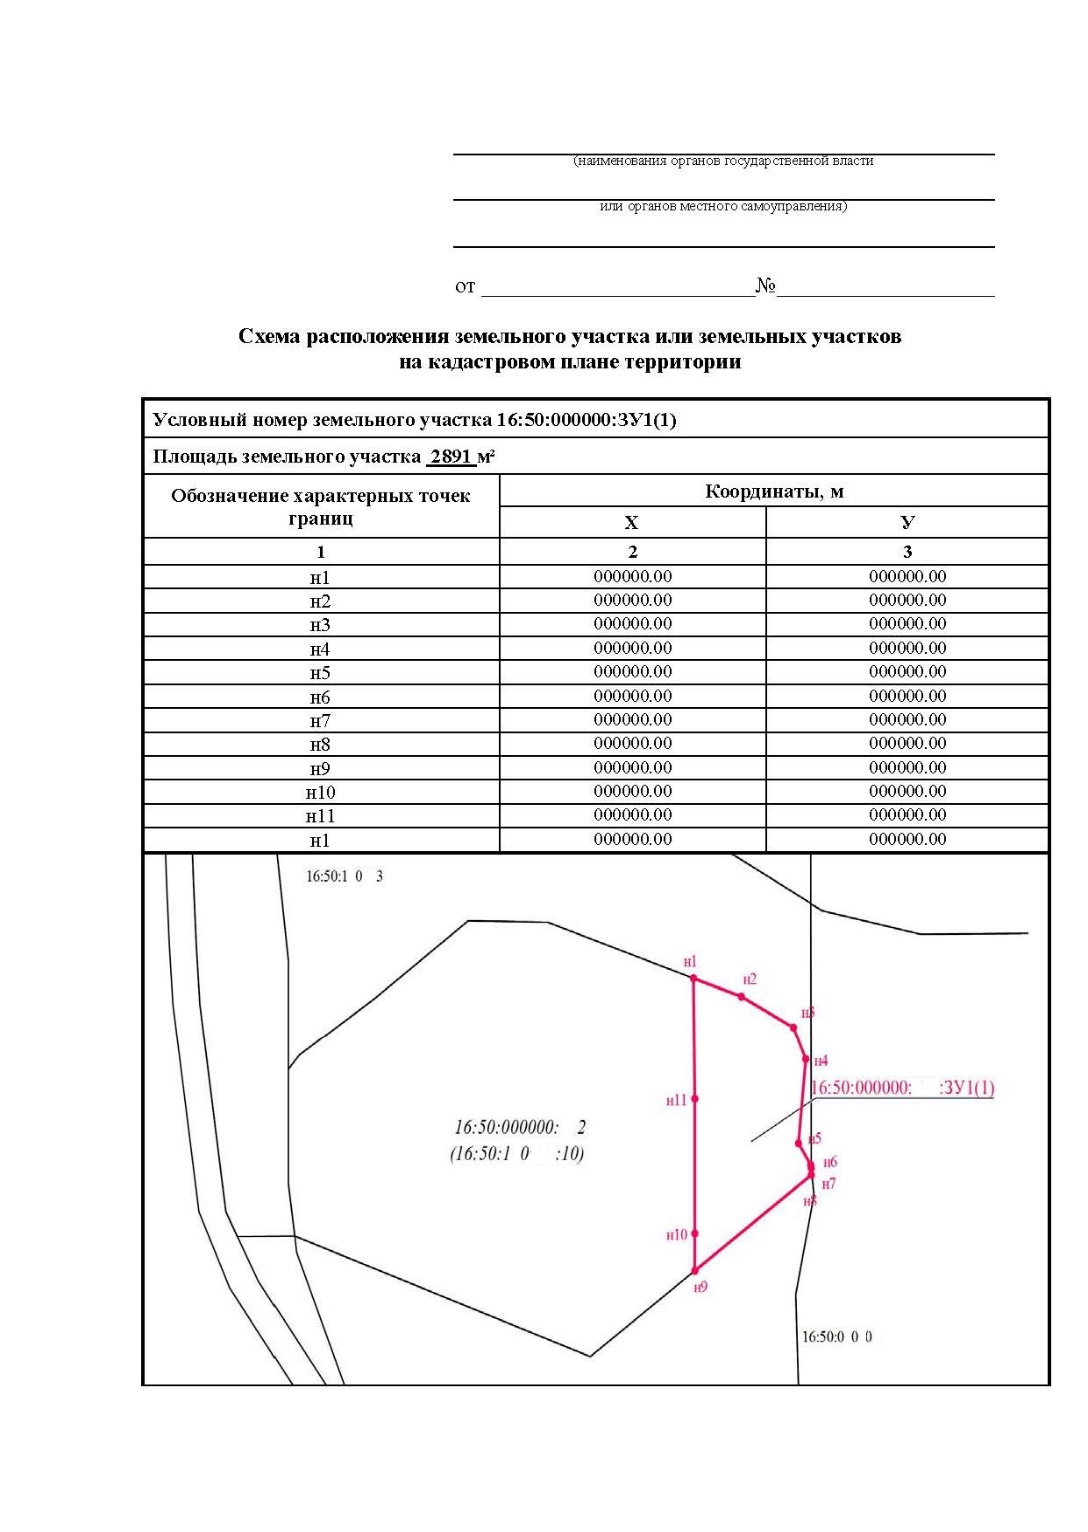 (наименования органов государственной власти
или органов местного самоуправления)
от №
Схема расположения земельного участка или земельных участков
на кадастровом плане территории
Условный номер земельного участка 16:50:000000:ЗУ1(1)
Площадь земельного участка 2891 м²
Обозначение характерных точек
границ
Координаты, м
Х У
1 2 3
н1 000000.00 000000.00
н2 000000.00 000000.00
н3 000000.00 000000.00
н4 000000.00 000000.00
н5 000000.00 000000.00
н6 000000.00 000000.00
н7 000000.00 000000.00
н8 000000.00 000000.00
н9 000000.00 000000.00
н10 000000.00 000000.00
н11 000000.00 000000.00
н1 000000.00 000000.00
16:50:1 0 3
н1
н2
н3
н4
16:50:000000: :ЗУ1(1)
н11
16:50:000000: 2
(16:50:1 0 :10)
н5
н6
н7
н8
н10
н9
16:50:0 0 0